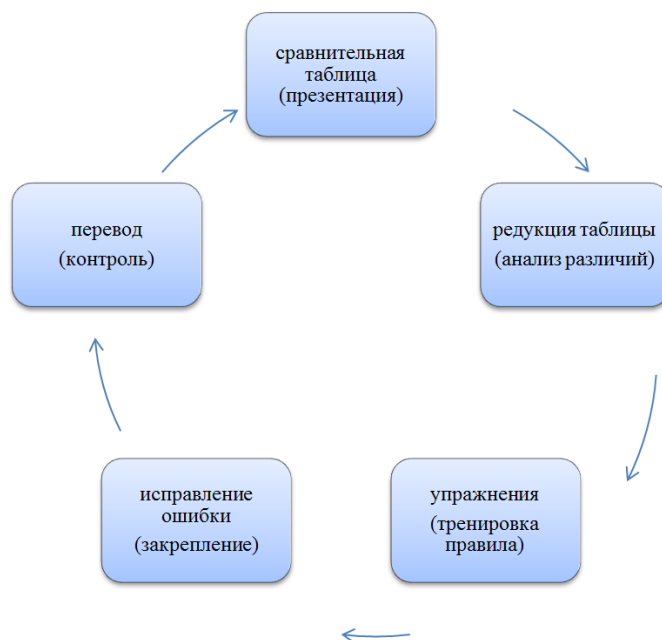 сравнительная
таблица
(презентация)
редукция таблицы
(анализ различий)
упражнения
(тренировка
правила)
исправление
ошибки
(закрепление)
перевод
(контроль)